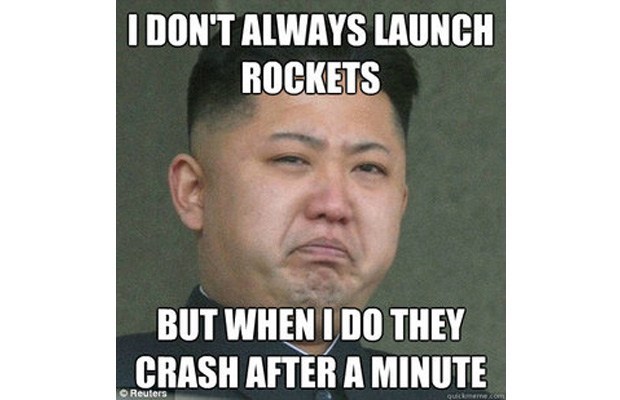 I DON'T ALWAYS LAUNCH
ROCKETS
BUT WHEN I DO THEY
CRASH AFTER A MINUTE
© Reuters
quickmeme.com